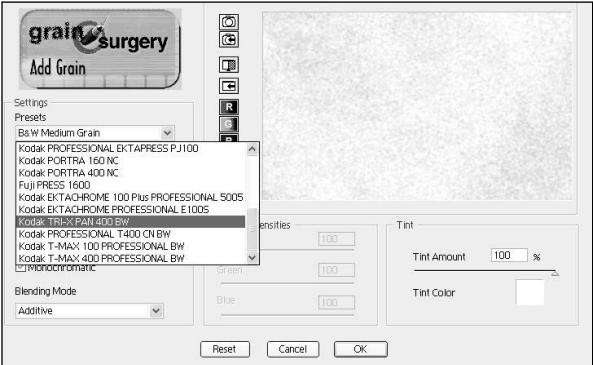 grain surgery
Add Grain
Settings
Presets
B&W Medium Grain
Kodak PROFESSIONAL EKTAPRESS PJ100
Kodak PORTRA 160 NC
Kodak PORTRA 400 NC
Fuji PRESS 1600
Kodak EKTACHROME 100 Plus PROFESSIONAL 5005
Kodak EKTACHROME PROFESSIONAL E100S
Kodak TRI-X PAN 400 BW
Kodak PROFESSIONAL T400 CN BW
Kodak T-MAX 100 PROFESSIONAL BW
Kodak T-MAX 400 PROFESSIONAL BW
Monochromatic
Blending Mode
Additive
R
G
100
Green 100
Blue 100
Tint
Tint Amount 100 %
Tint Color
Reset Cancel OK